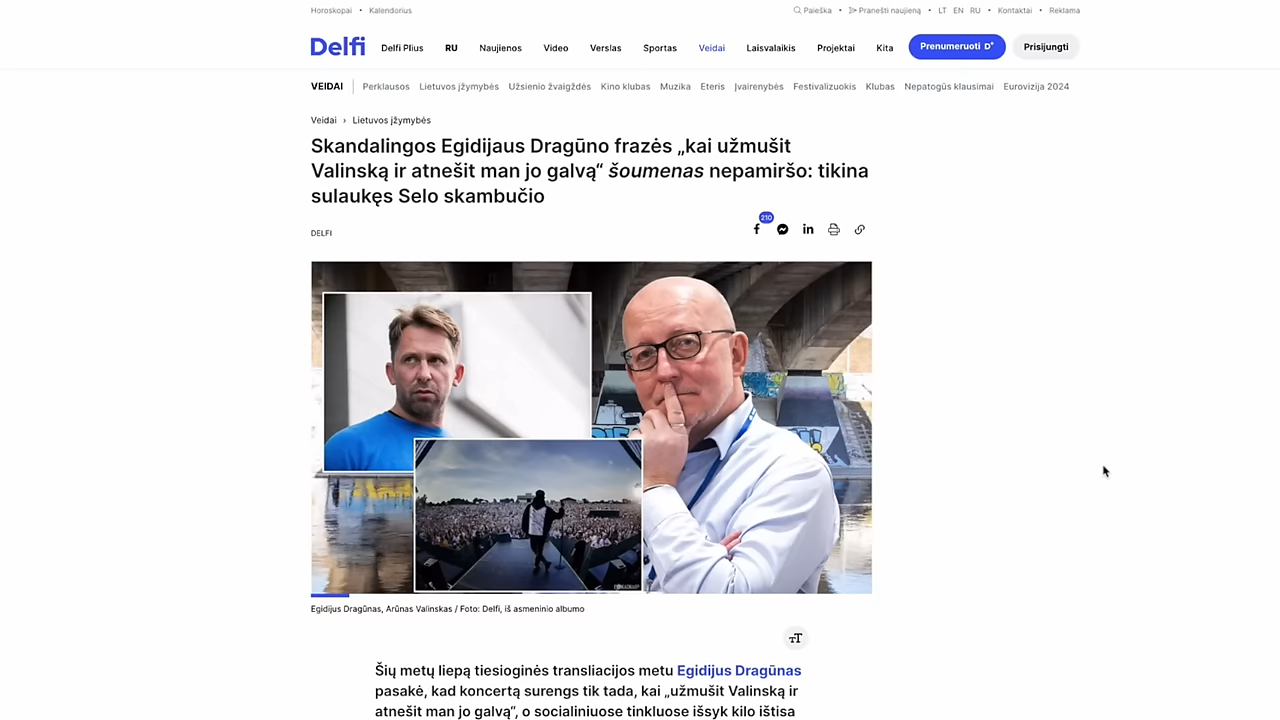 Horoskopai • Kalendorius
Paieška • Pranešti naujieną • LT EN RU • Kontaktai • Reklama
Delfi
Delfi Plius RU Naujienos Video Verslas Sportas Veidai Laisvalaikis Projektai Kita Prenumeruoti D+ Prisijungti
VEIDAI Perklausos Lietuvos įžymybės Užsienio žvaigždės Kino klubas Muzika Eteris Įvairenybės Festivalizuokis Klubas Nepatogūs klausimai Eurovizija 2024
Veidai › Lietuvos įžymybės
Skandalingos Egidijaus Dragūno frazės „kai užmušit
Valinską ir atnešit man jo galvą“ šoumenas nepamiršo: tikina
sulaukęs Selo skambučio
210
DELFI
Egidijus Dragūnas, Arūnas Valinskas / Foto: Delfi, iš asmeninio albumo
тT
Šių metų liepą tiesioginės transliacijos metu Egidijus Dragūnas
pasakė, kad koncertą surengs tik tada, kai „užmušit Valinską ir
atnešit man jo galvą“, o socialiniuose tinkluose išsyk kilo ištisa